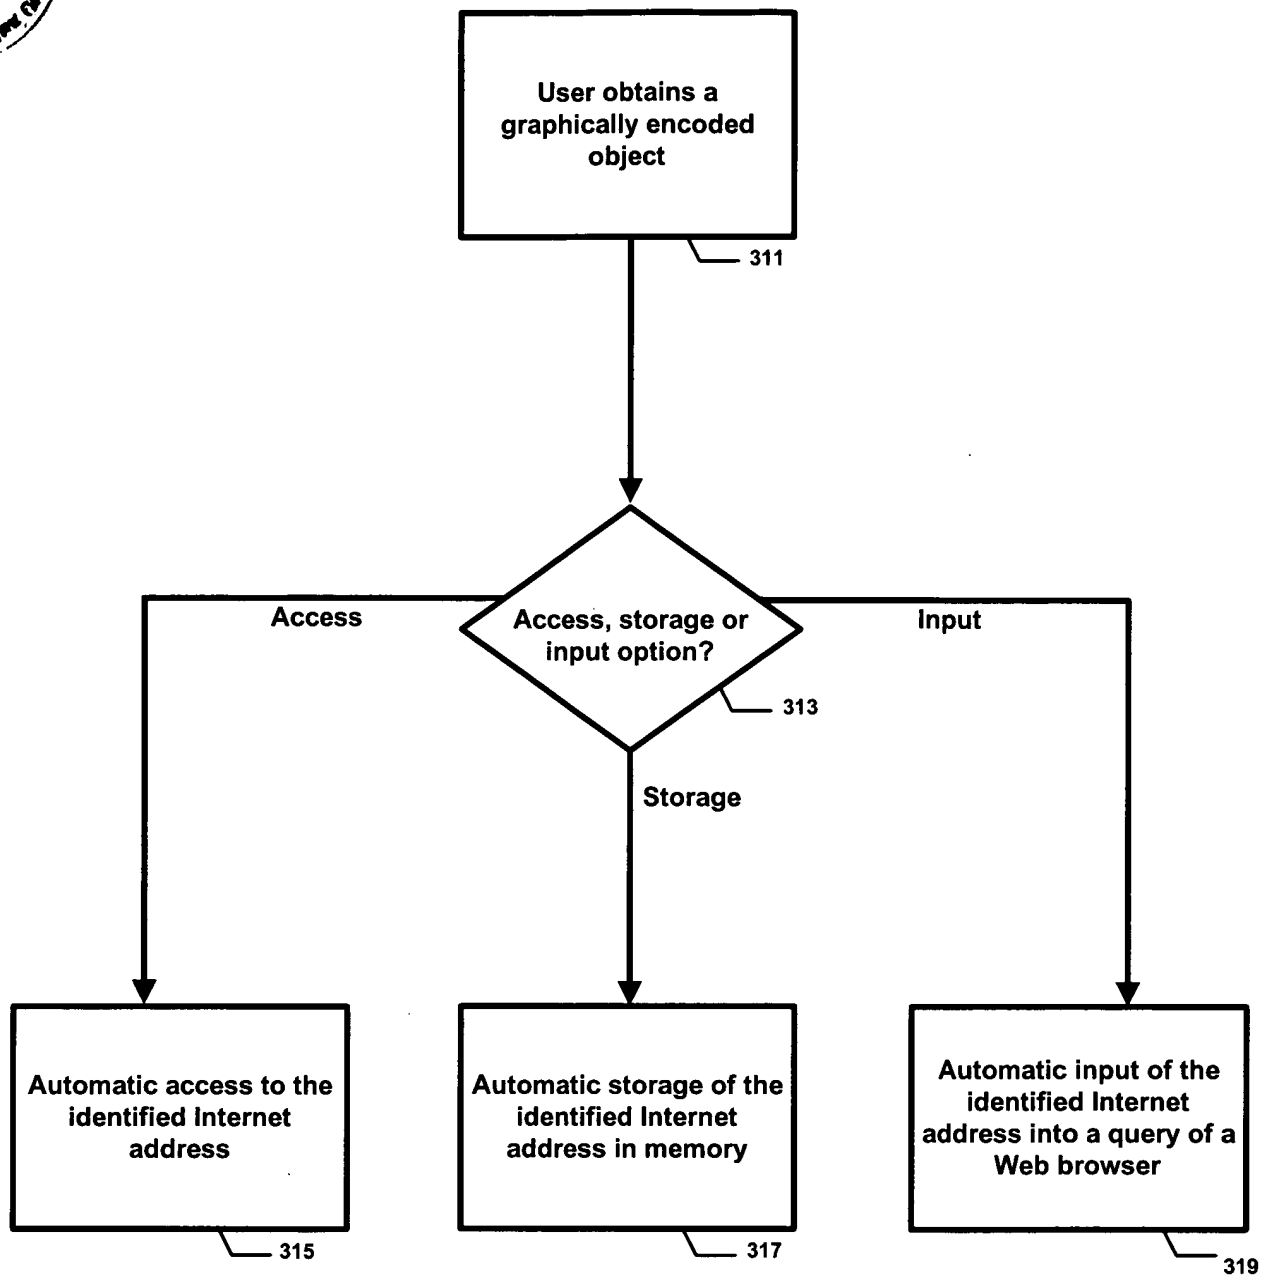 User obtains a
graphically encoded
object
311
Access
Access, storage or
input option?
Input
313
Storage
Automatic access to the
identified Internet
address
315
Automatic storage of the
identified Internet
address in memory
317
Automatic input of the
identified Internet
address into a query of a
Web browser
319